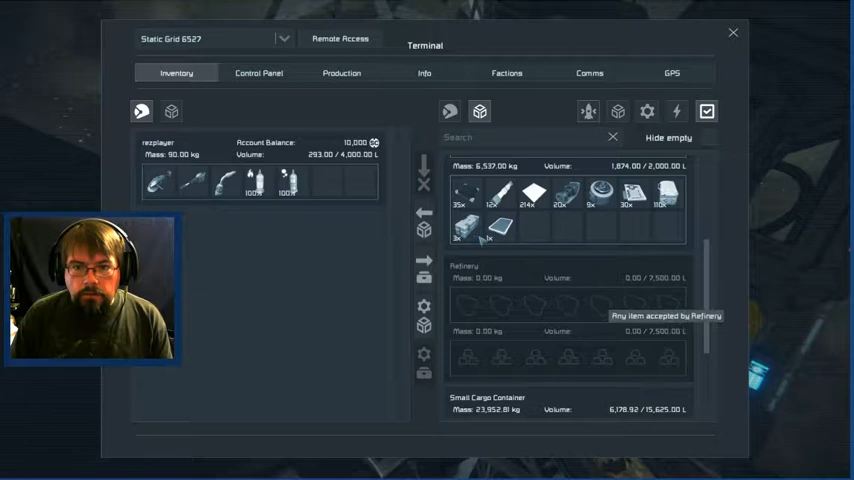 Static Grid 6527
Remote Access
Terminal
Inventory
Control Panel
Production
Info
Factions
Comms
GPS
Search
Hide empty
rezplayer
Account Balance: 10,000 SC
Mass: 90.00 kg
Volume: 293.00 / 4,000.00 L
100%
100%
Mass: 6,537.00 kg
Volume: 1,874.00 / 2,000.00 L
35x
12x
214x
20x
9x
30x
110x
3x
1x
Refinery
Mass: 0.00 kg
Volume: 0.00 / 7,500.00 L
Any item accepted by Refinery
Mass: 0.00 kg
Volume: 0.00 / 7,500.00 L
Small Cargo Container
Mass: 23,952.81 kg
Volume: 6,178.92 / 15,625.00 L